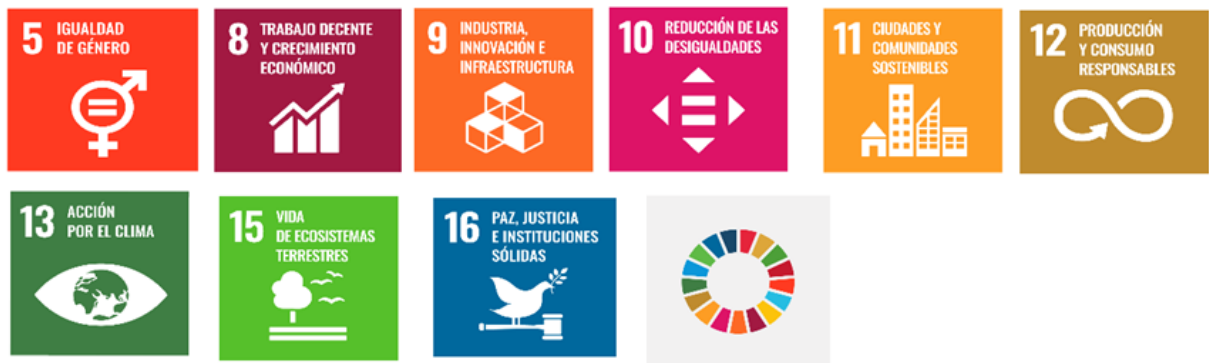 5 IGUALDAD
DE GÉNERO
8 TRABAJO DECENTE
Y CRECIMIENTO
ECONÓMICO
9 INDUSTRIA,
INNOVACIÓN E
INFRAESTRUCTURA
10 REDUCCIÓN DE LAS
DESIGUALDADES
11 CIUDADES Y
COMUNIDADES
SOSTENIBLES
12 PRODUCCIÓN
Y CONSUMO
RESPONSABLES
13 ACCIÓN
POR EL CLIMA
15 VIDA
DE ECOSISTEMAS
TERRESTRES
16 PAZ, JUSTICIA
E INSTITUCIONES
SÓLIDAS